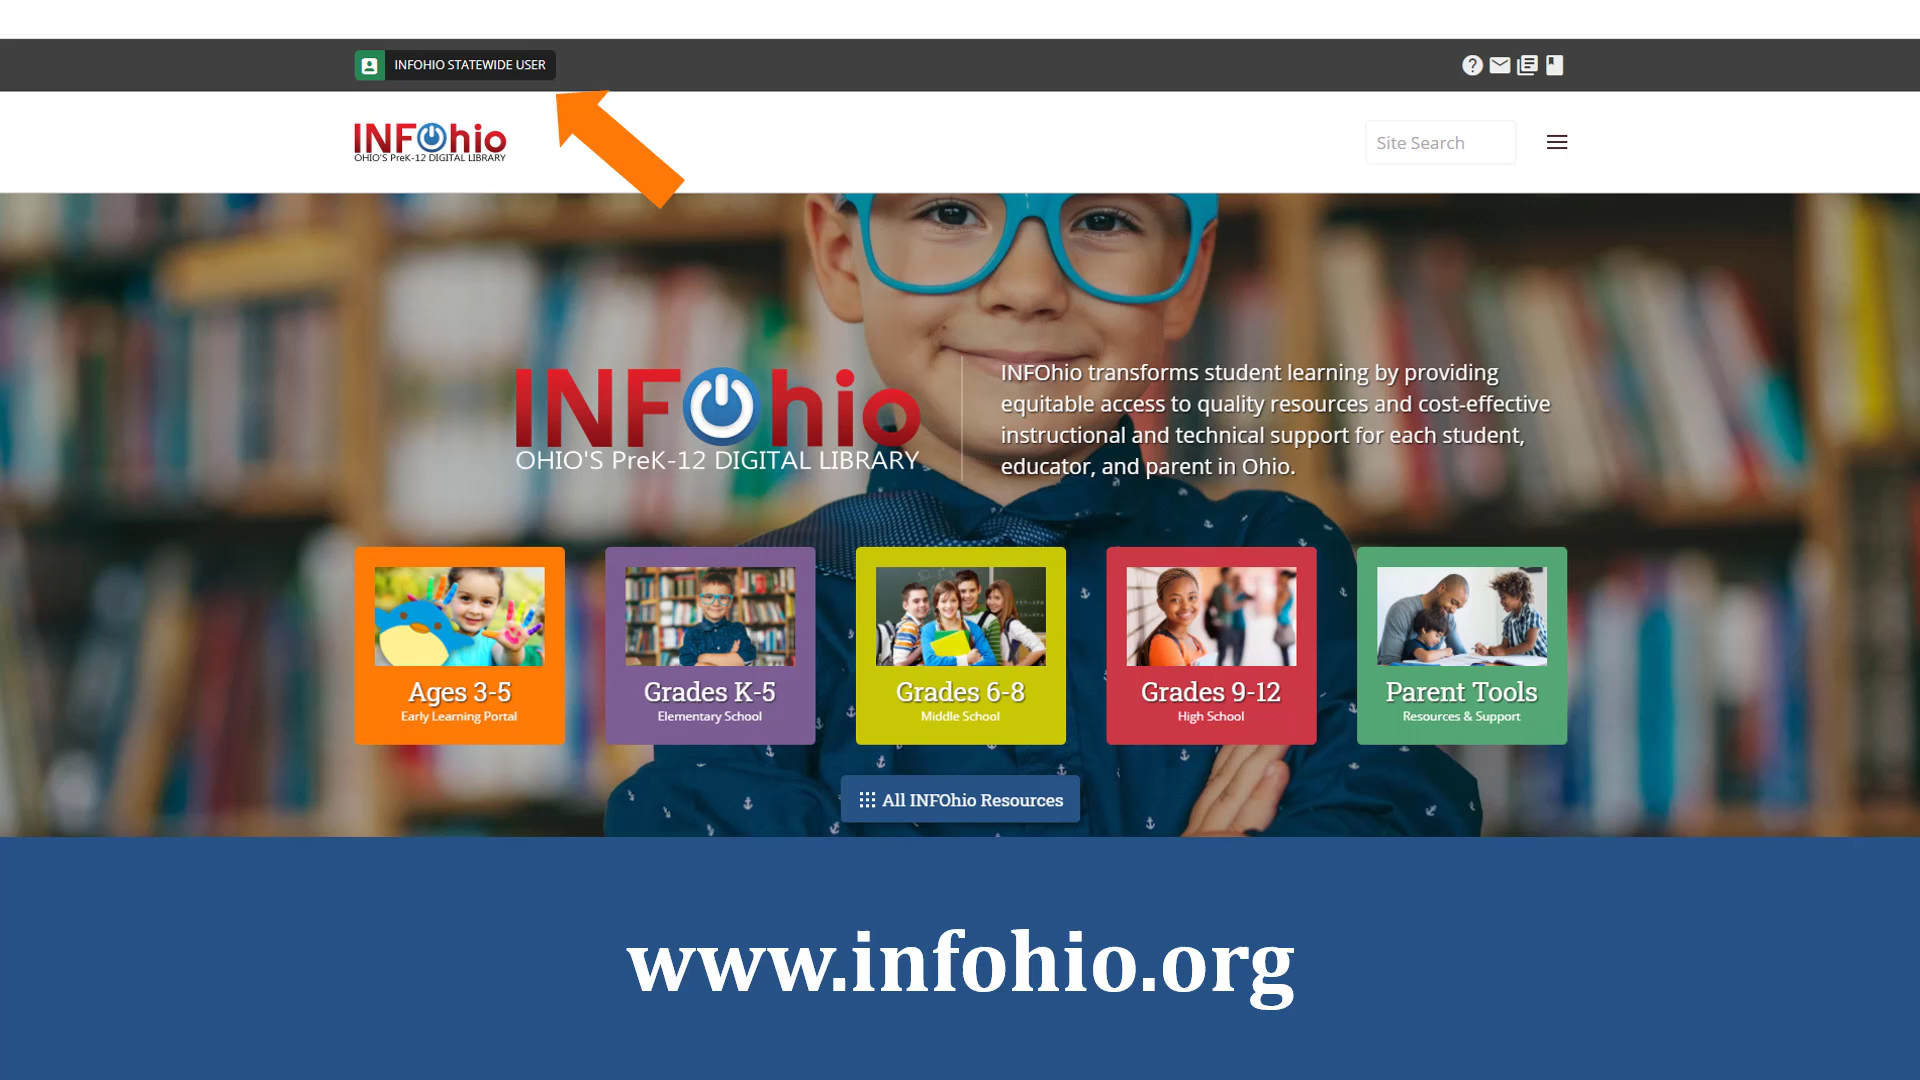 INFOHIO STATEWIDE USER
INFOhio
OHIO'S PreK-12 DIGITAL LIBRARY
Site Search
INFOhio
OHIO'S PreK-12 DIGITAL LIBRARY
INFOhio transforms student learning by providing
equitable access to quality resources and cost-effective
instructional and technical support for each student,
educator, and parent in Ohio.
Ages 3-5
Early Learning Portal
Grades K-5
Elementary School
Grades 6-8
Middle School
Grades 9-12
High School
Parent Tools
Resources & Support
All INFOhio Resources
www.infohio.org